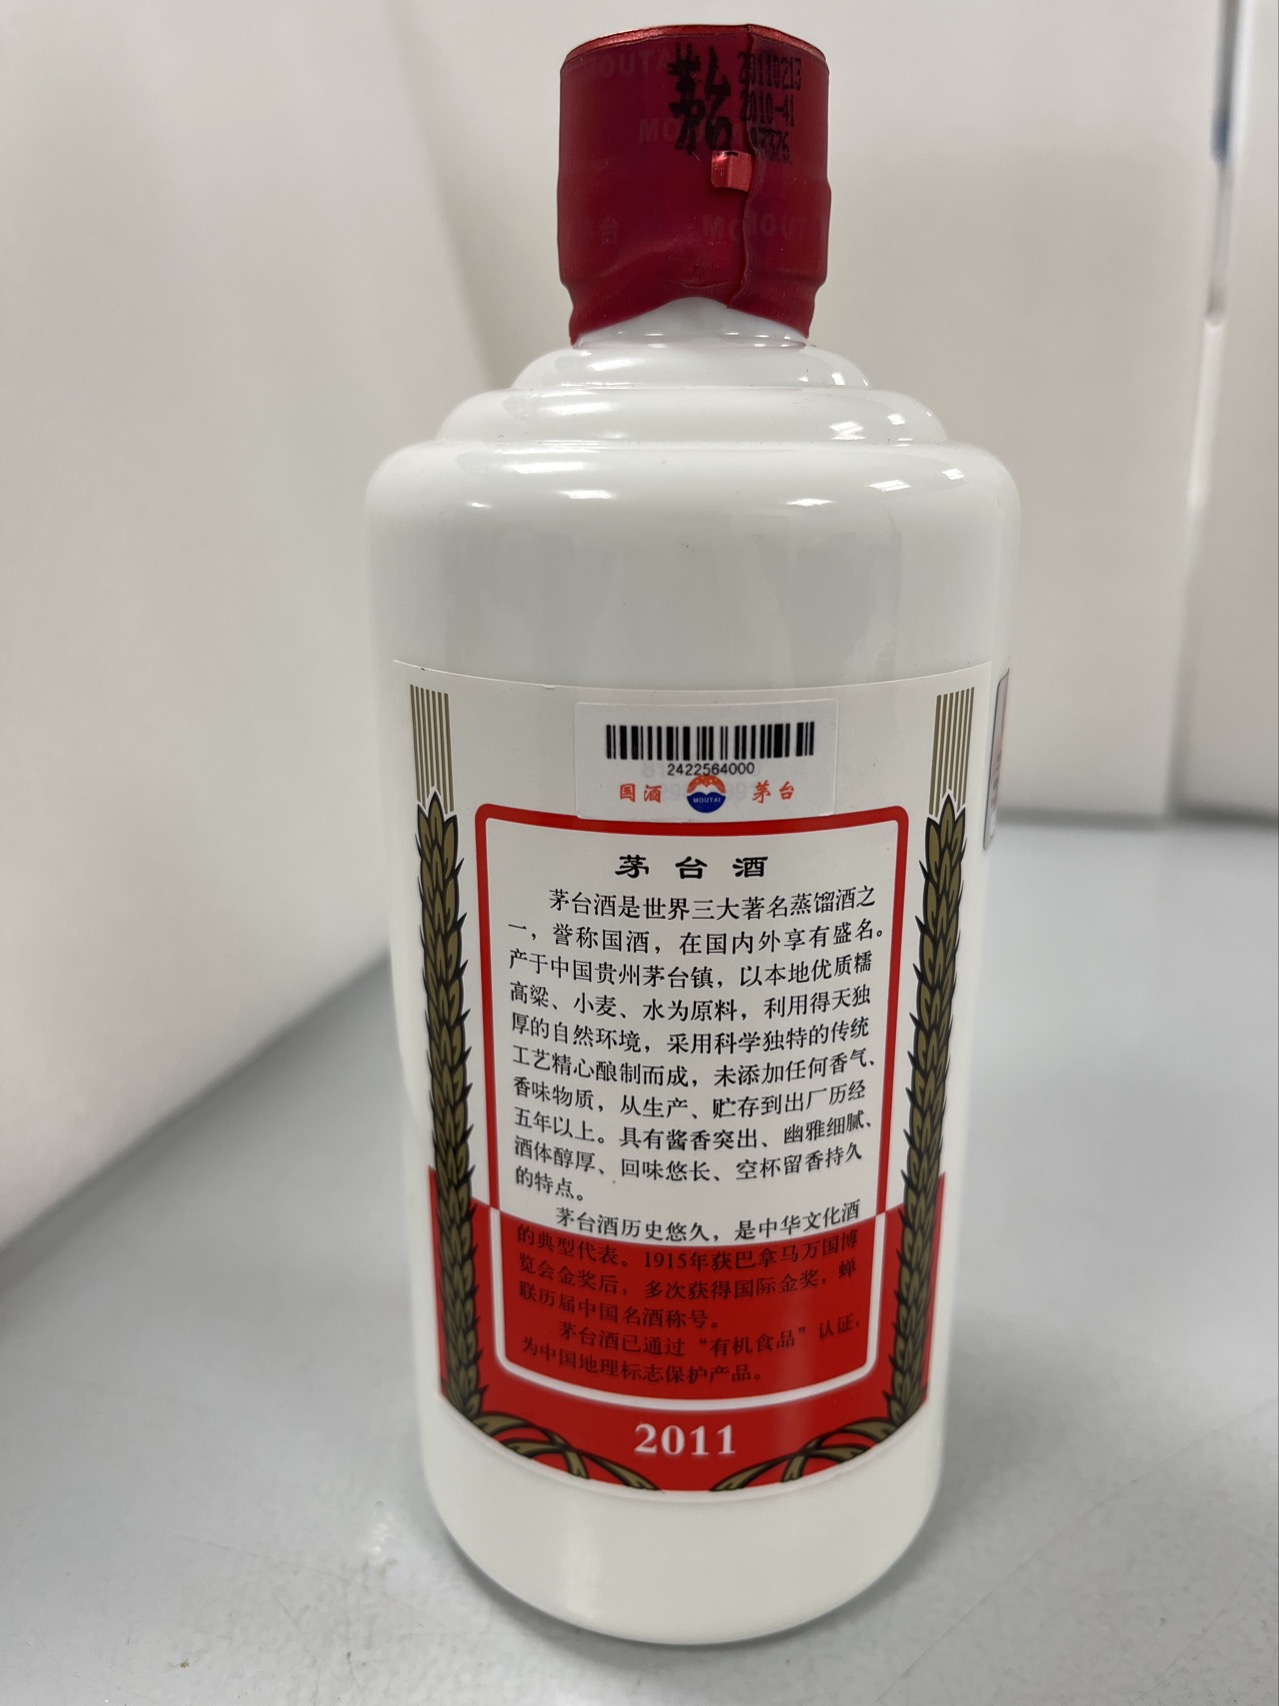 MOUTAI
茅台
20110213
2010-41
MOUTAI
2422564000
国酒 MOUTAI 茅台
茅台酒
茅台酒是世界三大著名蒸馏酒之
一，誉称国酒，在国内外享有盛名。
产于中国贵州茅台镇，以本地优质糯
高粱、小麦、水为原料，利用得天独
厚的自然环境，采用科学独特的传统
工艺精心酿制而成，未添加任何香气、
香味物质，从生产、贮存到出厂历经
五年以上。具有酱香突出、幽雅细腻、
酒体醇厚、回味悠长、空杯留香持久
的特点。
茅台酒历史悠久，是中华文化酒
的典型代表。1915年获巴拿马万国博
览会金奖后，多次获得国际金奖，蝉
联历届中国名酒称号。
茅台酒已通过“有机食品”认证，
为中国地理标志保护产品。
2011